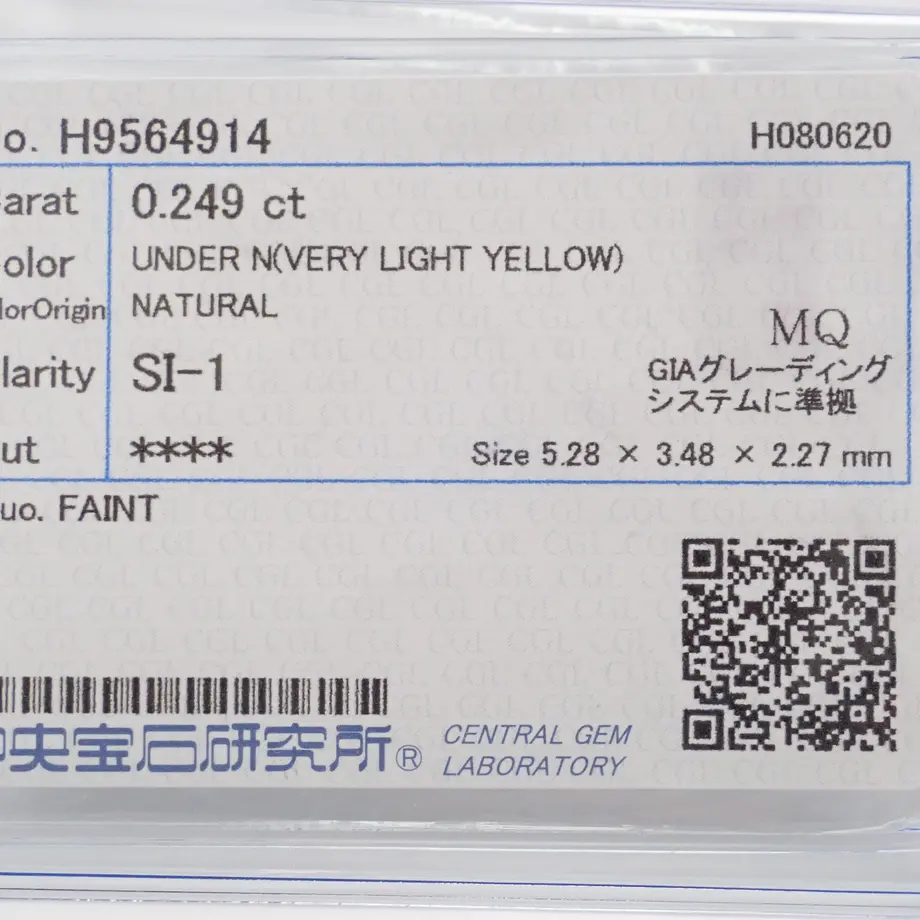 o. H9564914 H080620
arat 0.249 ct
olor UNDER N(VERY LIGHT YELLOW)
lorOrigin NATURAL
MQ
larity SI-1 GIAグレーディング
システムに準拠
ut **** Size 5.28 × 3.48 × 2.27 mm
uo. FAINT
中央宝石研究所® CENTRAL GEM
LABORATORY